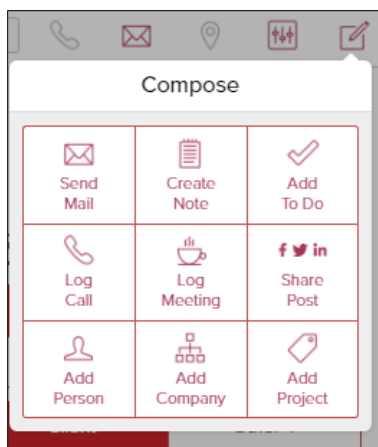 Compose
Send
Mail
Create
Note
Add
To Do
Log
Call
Log
Meeting
f in
Share
Post
Add
Person
Add
Company
Add
Project